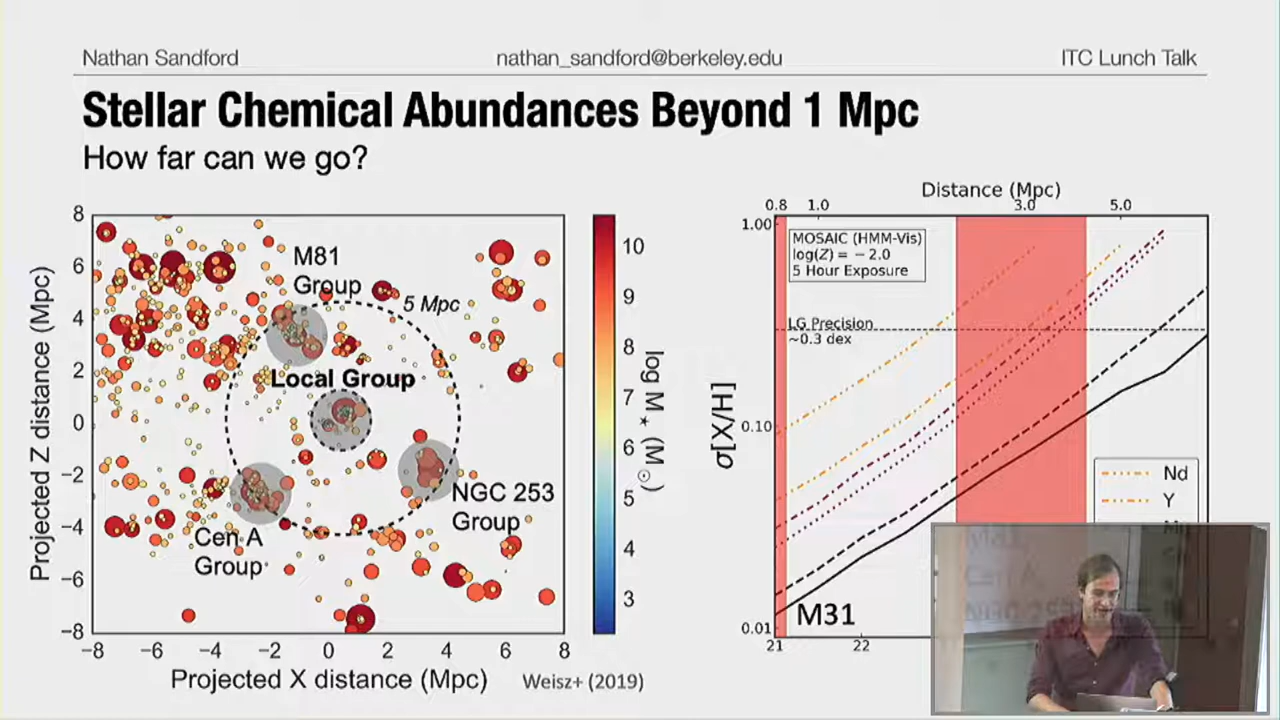 Nathan Sandford nathan_sandford@berkeley.edu ITC Lunch Talk
Stellar Chemical Abundances Beyond 1 Mpc
How far can we go?
8
6
4
2
0
−2
−4
−6
−8
Projected Z distance (Mpc)
M81
Group
5 Mpc
Local Group
NGC 253
Group
Cen A
Group
−8 −6 −4 −2 0 2 4 6 8
Projected X distance (Mpc)
Weisz+ (2019)
10
9
8
7
6
5
4
3
log M⋆ (M⊙)
Distance (Mpc)
0.8 1.0 3.0 5.0
1.00
0.10
0.01
σ[X/H]
MOSAIC (HMM-Vis)
log(Z) = −2.0
5 Hour Exposure
LG Precision
~0.3 dex
Nd
Y
M31
21 22